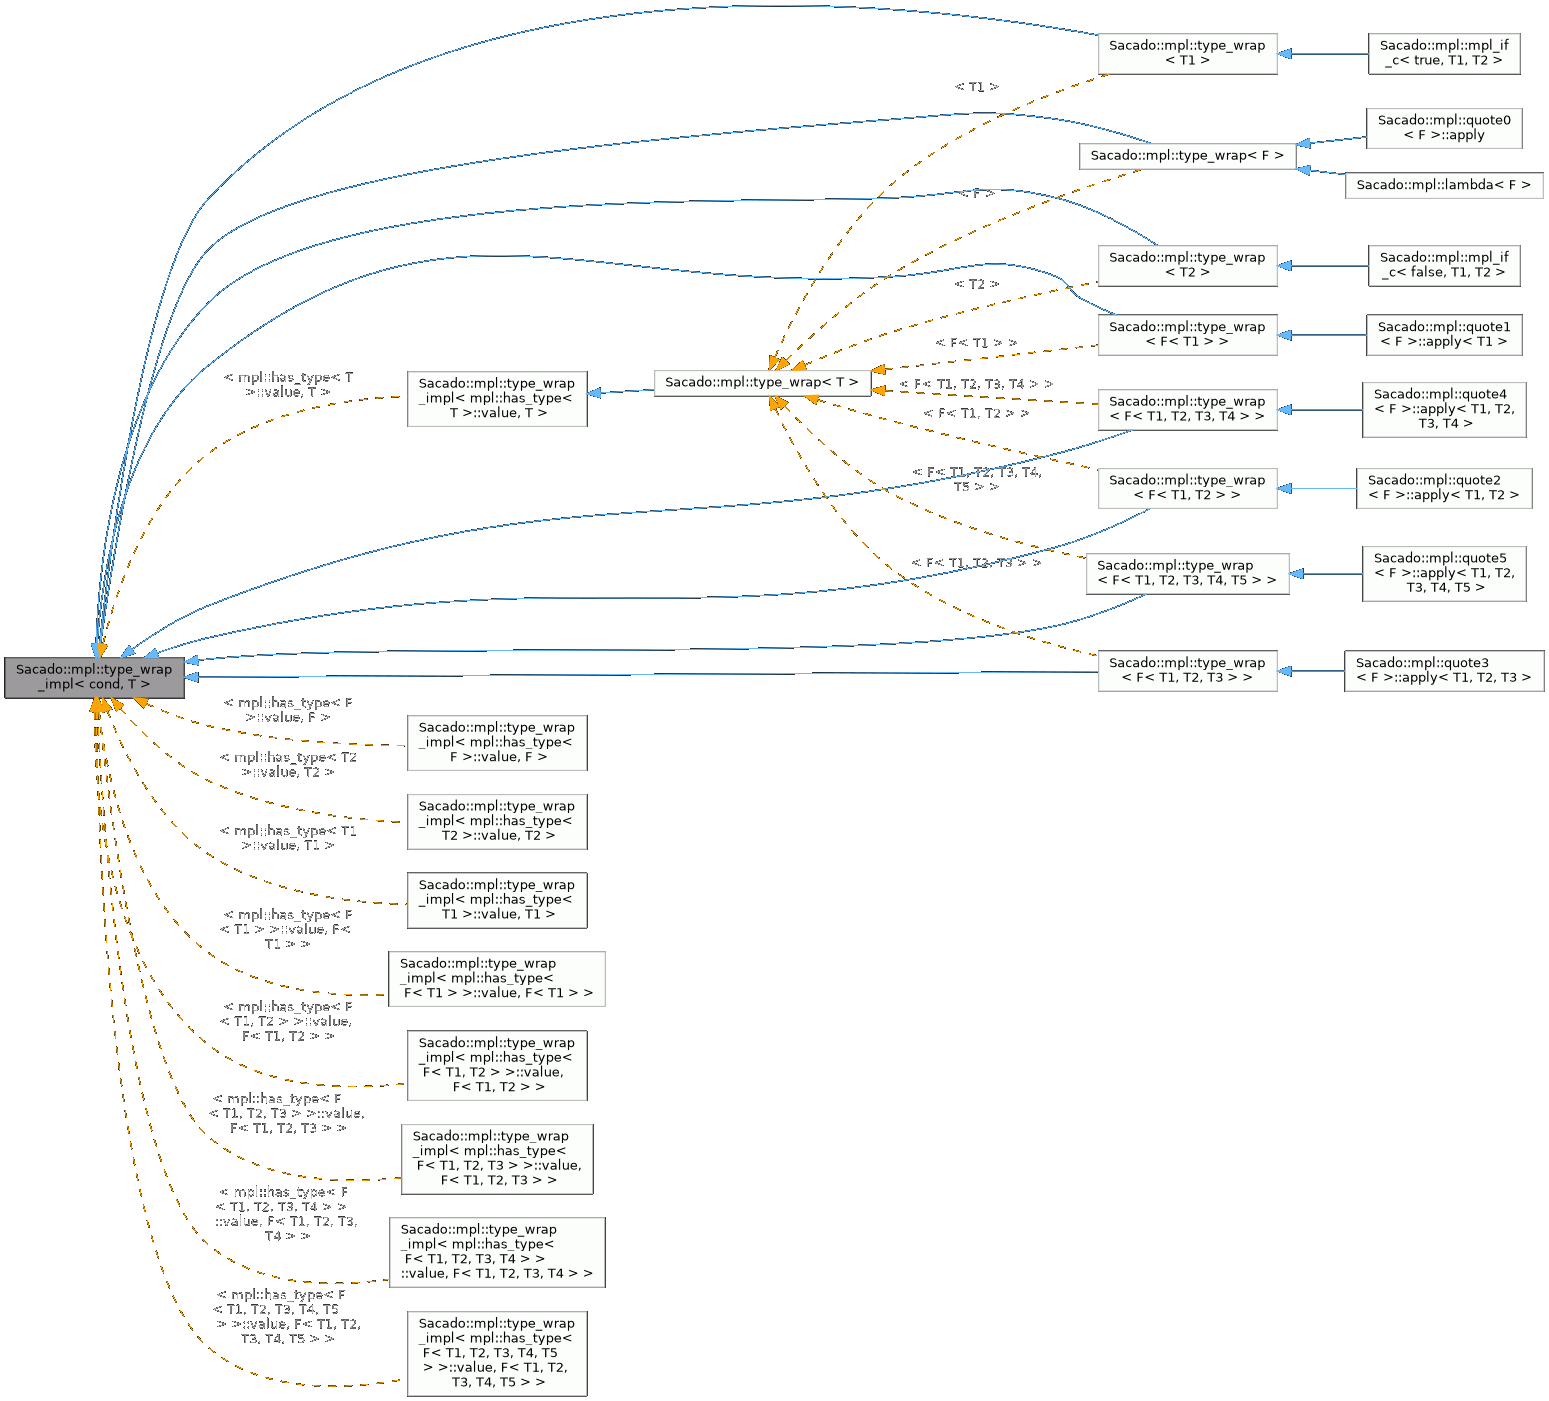 Sacado::mpl::type_wrap
_impl< cond, T >
< mpl::has_type< T
>::value, T >
Sacado::mpl::type_wrap
_impl< mpl::has_type<
T >::value, T >
< mpl::has_type< F
>::value, F >
Sacado::mpl::type_wrap
_impl< mpl::has_type<
F >::value, F >
< mpl::has_type< T2
>::value, T2 >
Sacado::mpl::type_wrap
_impl< mpl::has_type<
T2 >::value, T2 >
< mpl::has_type< T1
>::value, T1 >
Sacado::mpl::type_wrap
_impl< mpl::has_type<
T1 >::value, T1 >
< mpl::has_type< F
< T1 > >::value, F<
T1 > >
Sacado::mpl::type_wrap
_impl< mpl::has_type<
F< T1 > >::value, F< T1 > >
< mpl::has_type< F
< T1, T2 > >::value,
F< T1, T2 > >
Sacado::mpl::type_wrap
_impl< mpl::has_type<
F< T1, T2 > >::value,
F< T1, T2 > >
< mpl::has_type< F
< T1, T2, T3 > >::value,
F< T1, T2, T3 > >
Sacado::mpl::type_wrap
_impl< mpl::has_type<
F< T1, T2, T3 > >::value,
F< T1, T2, T3 > >
< mpl::has_type< F
< T1, T2, T3, T4 > >
::value, F< T1, T2, T3,
T4 > >
Sacado::mpl::type_wrap
_impl< mpl::has_type<
F< T1, T2, T3, T4 > >
::value, F< T1, T2, T3, T4 > >
< mpl::has_type< F
< T1, T2, T3, T4, T5
> >::value, F< T1, T2,
T3, T4, T5 > >
Sacado::mpl::type_wrap
_impl< mpl::has_type<
F< T1, T2, T3, T4, T5
> >::value, F< T1, T2,
T3, T4, T5 > >
Sacado::mpl::type_wrap< T >
< T1 >
Sacado::mpl::type_wrap
< T1 >
Sacado::mpl::mpl_if
_c< true, T1, T2 >
< F >
Sacado::mpl::type_wrap< F >
Sacado::mpl::quote0
< F >::apply
Sacado::mpl::lambda< F >
< T2 >
Sacado::mpl::type_wrap
< T2 >
Sacado::mpl::mpl_if
_c< false, T1, T2 >
< F< T1 > >
Sacado::mpl::type_wrap
< F< T1 > >
Sacado::mpl::quote1
< F >::apply< T1 >
< F< T1, T2, T3, T4 > >
Sacado::mpl::type_wrap
< F< T1, T2, T3, T4 > >
Sacado::mpl::quote4
< F >::apply< T1, T2,
T3, T4 >
< F< T1, T2 > >
Sacado::mpl::type_wrap
< F< T1, T2 > >
Sacado::mpl::quote2
< F >::apply< T1, T2 >
< F< T1, T2, T3, T4,
T5 > >
Sacado::mpl::type_wrap
< F< T1, T2, T3, T4, T5 > >
Sacado::mpl::quote5
< F >::apply< T1, T2,
T3, T4, T5 >
< F< T1, T2, T3 > >
Sacado::mpl::type_wrap
< F< T1, T2, T3 > >
Sacado::mpl::quote3
< F >::apply< T1, T2, T3 >